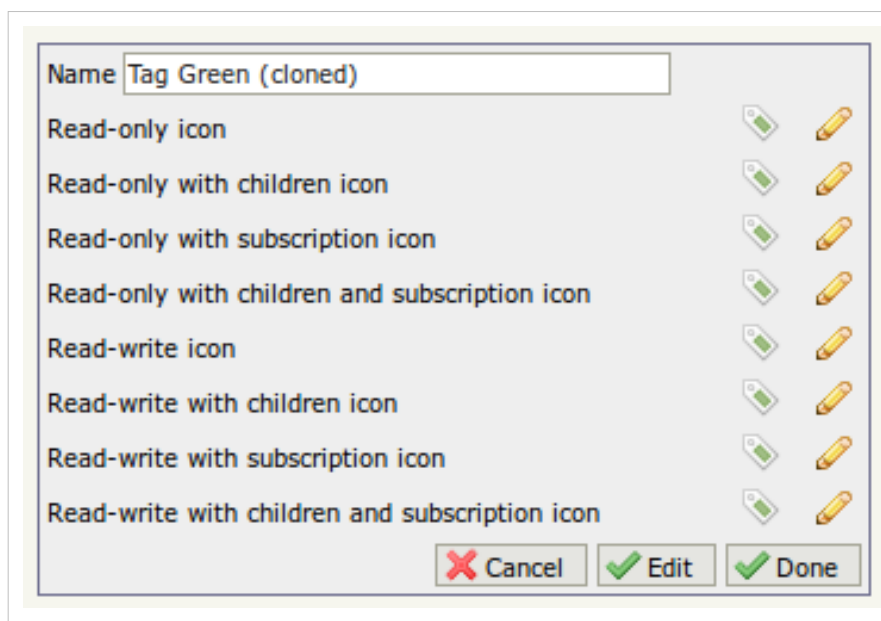 Name Tag Green (cloned)
Read-only icon
Read-only with children icon
Read-only with subscription icon
Read-only with children and subscription icon
Read-write icon
Read-write with children icon
Read-write with subscription icon
Read-write with children and subscription icon
Cancel Edit Done